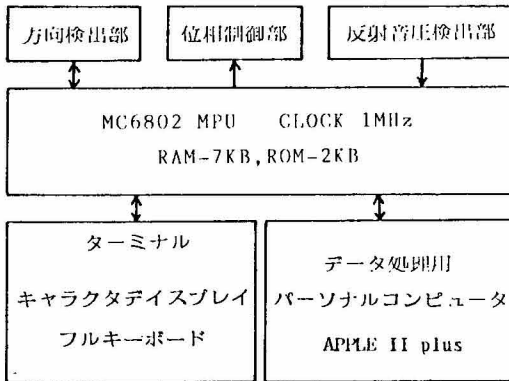 方向検出部
位相制御部
反射音圧検出部
MC6802 MPU CLOCK 1MHz
RAM-7KB,ROM-2KB
ターミナル
キャラクタデイスプレイ
フルキーボード
データ処理用
パーソナルコンピュータ
APPLE II plus